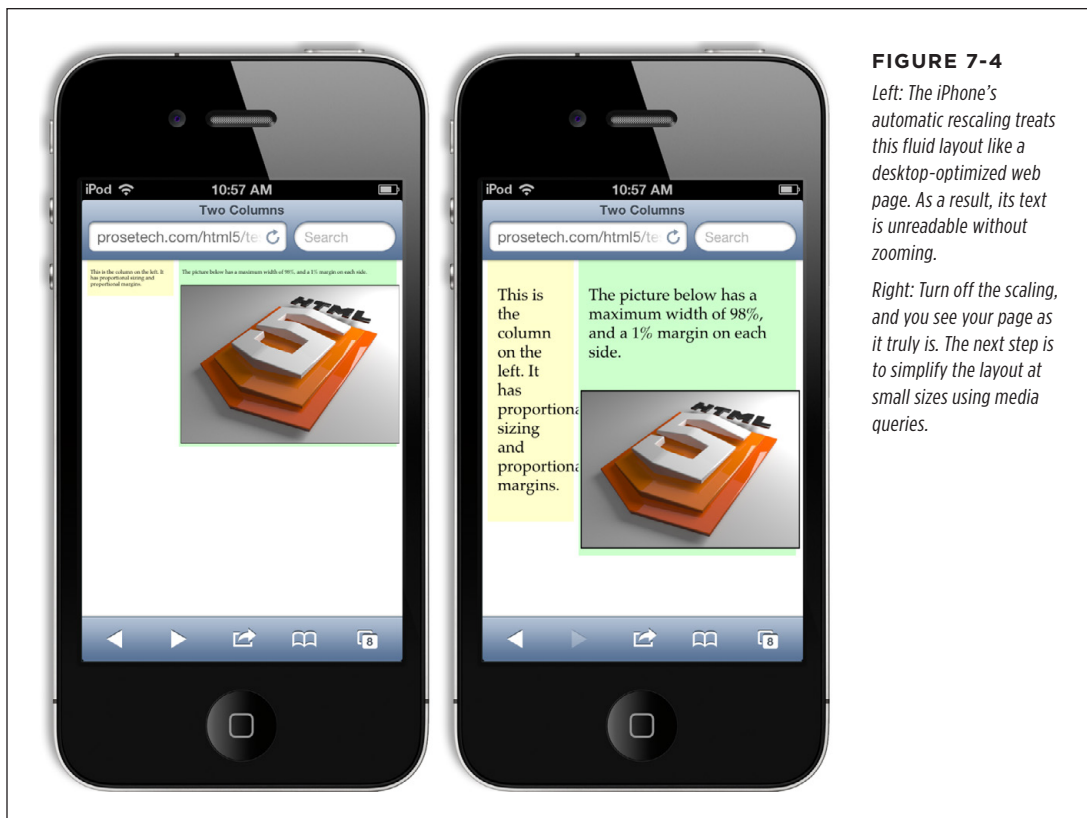 iPod
10:57 AM
Two Columns
prosetech.com/html5/te
Search
This is the column on the left. It
has proportional sizing and
proportional margins.
The picture below has a maximum width of 98%, and a 1% margin on each side.
HTML
5
8
iPod
10:57 AM
Two Columns
prosetech.com/html5/te
Search
This is
the
column
on the
left. It
has
proportiona
sizing
and
proportiona
margins.
The picture below has a
maximum width of 98%,
and a 1% margin on each
side.
HTML
5
8
FIGURE 7-4
Left: The iPhone’s
automatic rescaling treats
this fluid layout like a
desktop-optimized web
page. As a result, its text
is unreadable without
zooming.
Right: Turn off the scaling,
and you see your page as
it truly is. The next step is
to simplify the layout at
small sizes using media
queries.